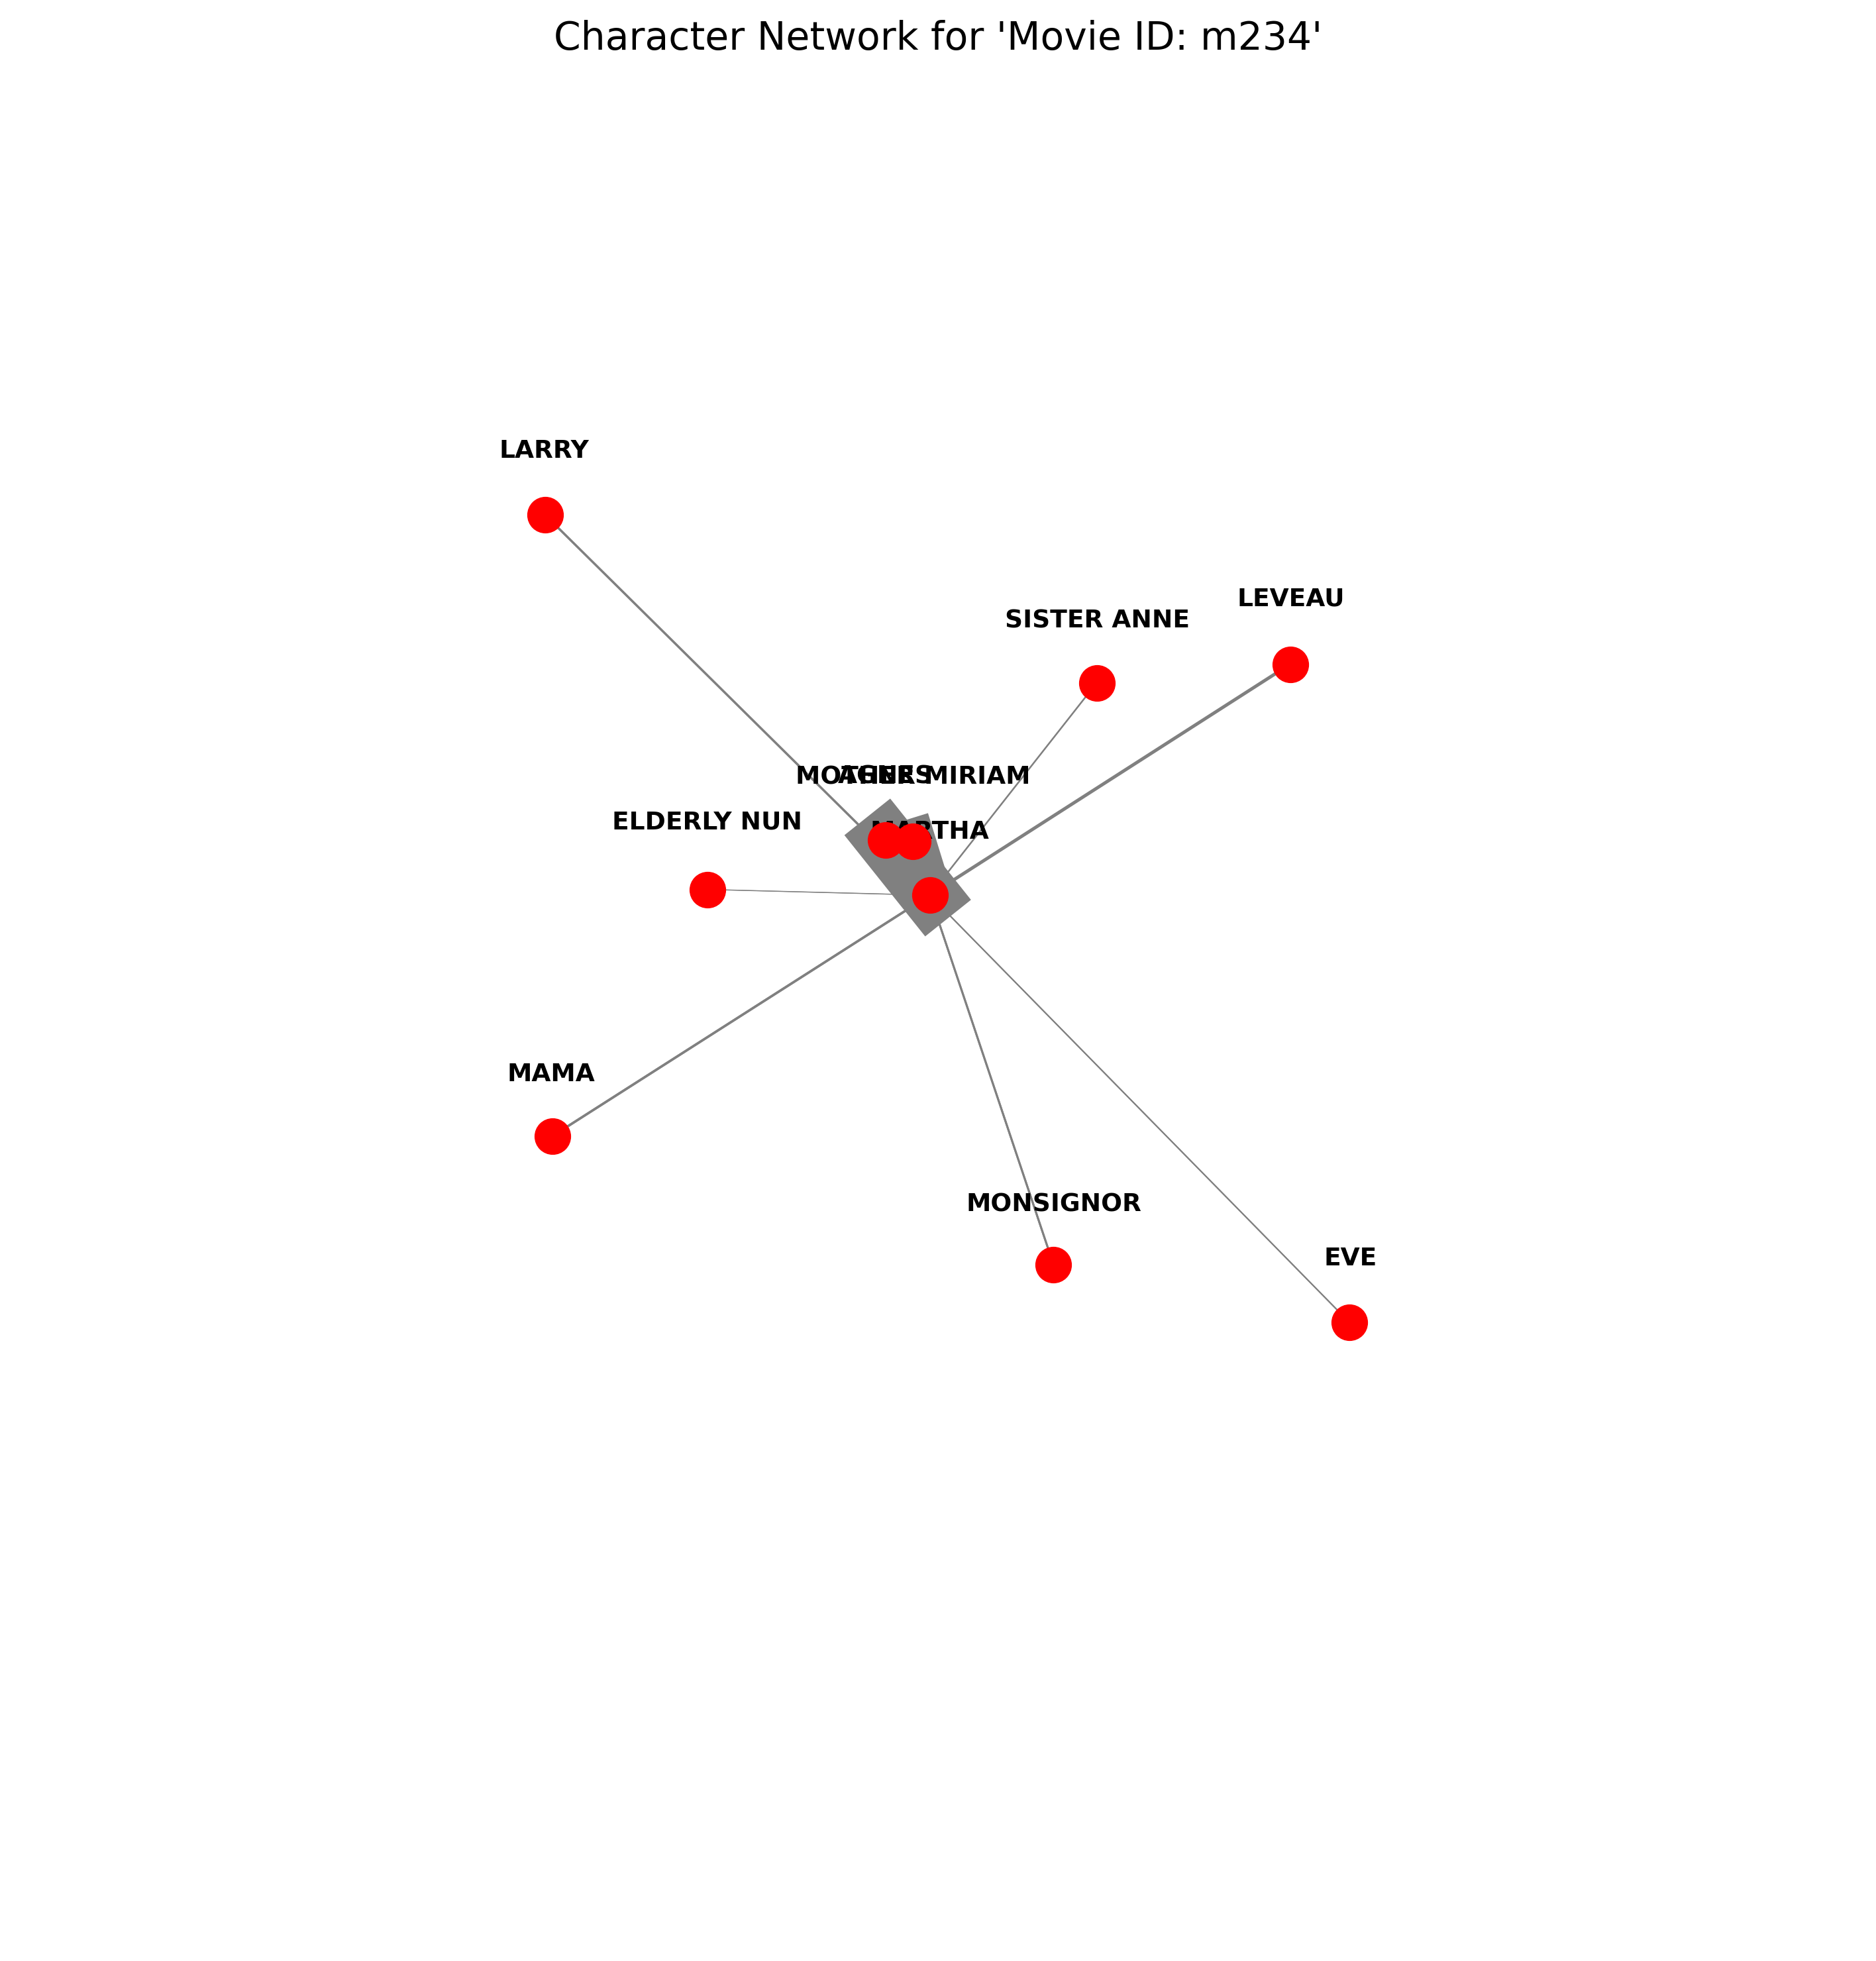 Character Network for 'Movie ID: m234'
LARRY
LEVEAU
SISTER ANNE
MOTHER MIRIAM
AGNES
ELDERLY NUN
MARTHA
MAMA
MONSIGNOR
EVE